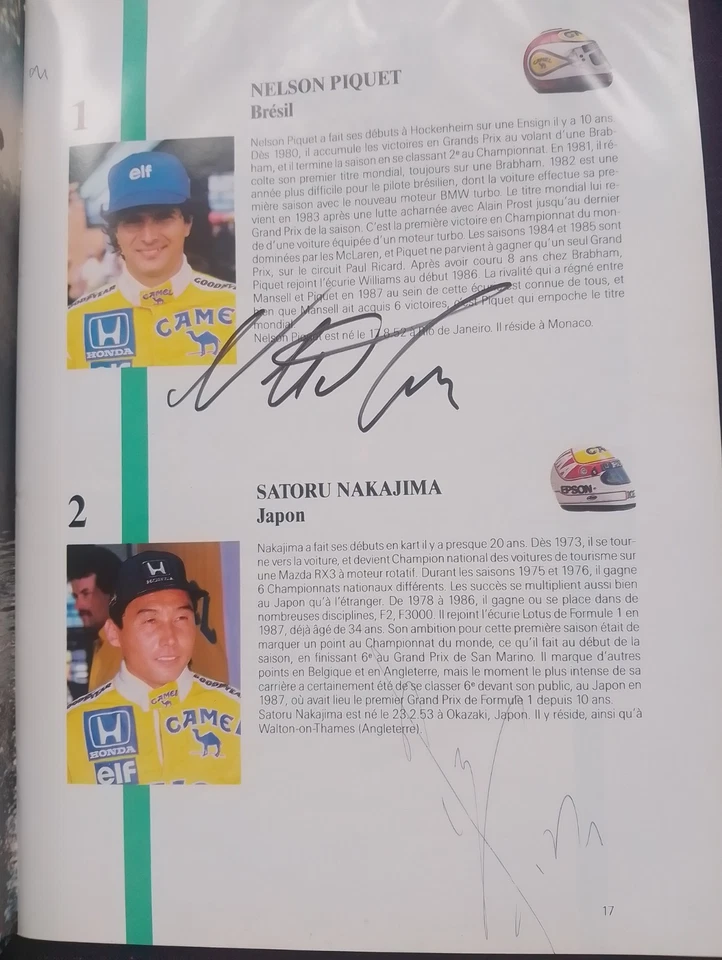 1
NELSON PIQUET
Brésil
Nelson Piquet a fait ses débuts à Hockenheim sur une Ensign il y a 10 ans
Dès 1980, il accumule les victoires en Grands Prix au volant d'une Brab-
ham, et il termine la saison en se classant 2e au Championnat. En 1981, il ré-
colte son premier titre mondial, toujours sur une Brabham. 1982 est une
année plus difficile pour le pilote brésilien, dont la voiture effectue sa pre-
mière saison avec le nouveau moteur BMW turbo. Le titre mondial lui re-
vient en 1983 après une lutte acharnée avec Alain Prost jusqu'au dernier
Grand Prix de la saison. C'est la première victoire en Championnat du mon-
de d'une voiture équipée d'un moteur turbo. Les saisons 1984 et 1985 sont
dominées par les McLaren, et Piquet ne parvient à gagner qu'un seul Grand
Prix, sur le circuit Paul Ricard. Après avoir couru 8 ans chez Brabham,
Piquet rejoint l'écurie Williams au début 1986. La rivalité qui a régné entre
Mansell et Piquet en 1987 au sein de cette écurie est connue de tous, et
bien que Mansell ait acquis 6 victoires, c'est Piquet qui empoche le titre
mondial.
Nelson Piquet est né le 17.8.52 à Rio de Janeiro. Il réside à Monaco.
elf
GOODYEAR
CAMEL
GOODYEAR
HONDA
CAMEL
elf
2
SATORU NAKAJIMA
Japon
EPSON
Nakajima a fait ses débuts en kart il y a presque 20 ans. Dès 1973, il se tour-
ne vers la voiture, et devient Champion national des voitures de tourisme sur
une Mazda RX3 à moteur rotatif. Durant les saisons 1975 et 1976, il gagne
6 Championnats nationaux différents. Les succès se multiplient aussi bien
au Japon qu'à l'étranger. De 1978 à 1986, il gagne ou se place dans de
nombreuses disciplines, F2, F3000. Il rejoint l'écurie Lotus de Formule 1 en
1987, déjà âgé de 34 ans. Son ambition pour cette première saison était de
marquer un point au Championnat du monde, ce qu'il fait au début de la
saison, en finissant 6e au Grand Prix de San Marino. Il marque d'autres
points en Belgique et en Angleterre, mais le moment le plus intense de sa
carrière a certainement été de se classer 6e devant son public, au Japon en
1987, où avait lieu le premier Grand Prix de Formule 1 depuis 10 ans.
Satoru Nakajima est né le 23.2.53 à Okazaki, Japon. Il y réside, ainsi qu'à
Walton-on-Thames (Angleterre).
HONDA
GOODYEAR
CAMEL
GOODYEAR
HONDA
CAMEL
elf
17